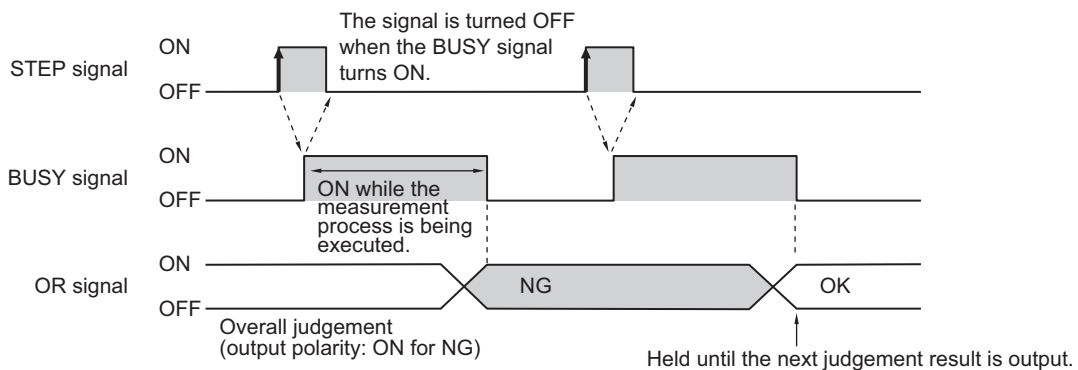 The signal is turned OFF
when the BUSY signal
turns ON.
ON
STEP signal
OFF
ON
BUSY signal
OFF
ON while the
measurement
process is being
executed.
ON
OR signal
NG
OK
OFF
Overall judgement
(output polarity: ON for NG)
Held until the next judgement result is output.